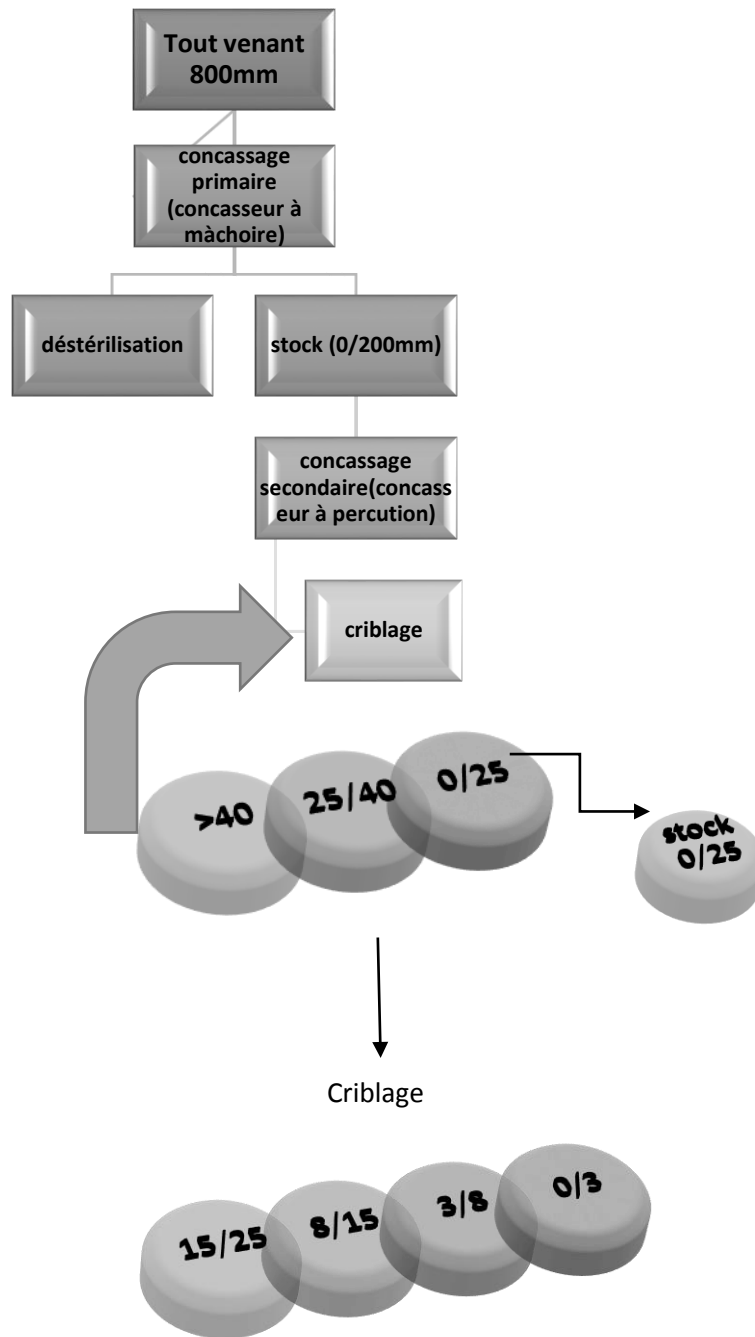 Tout venant
800mm
concassage
primaire
(concasseur à
màchoire)
déstérilisation
stock (0/200mm)
concassage
secondaire(concass
eur à percution)
criblage
>40
25/40
0/25
stock
0/25
Criblage
15/25
8/15
3/8
0/3